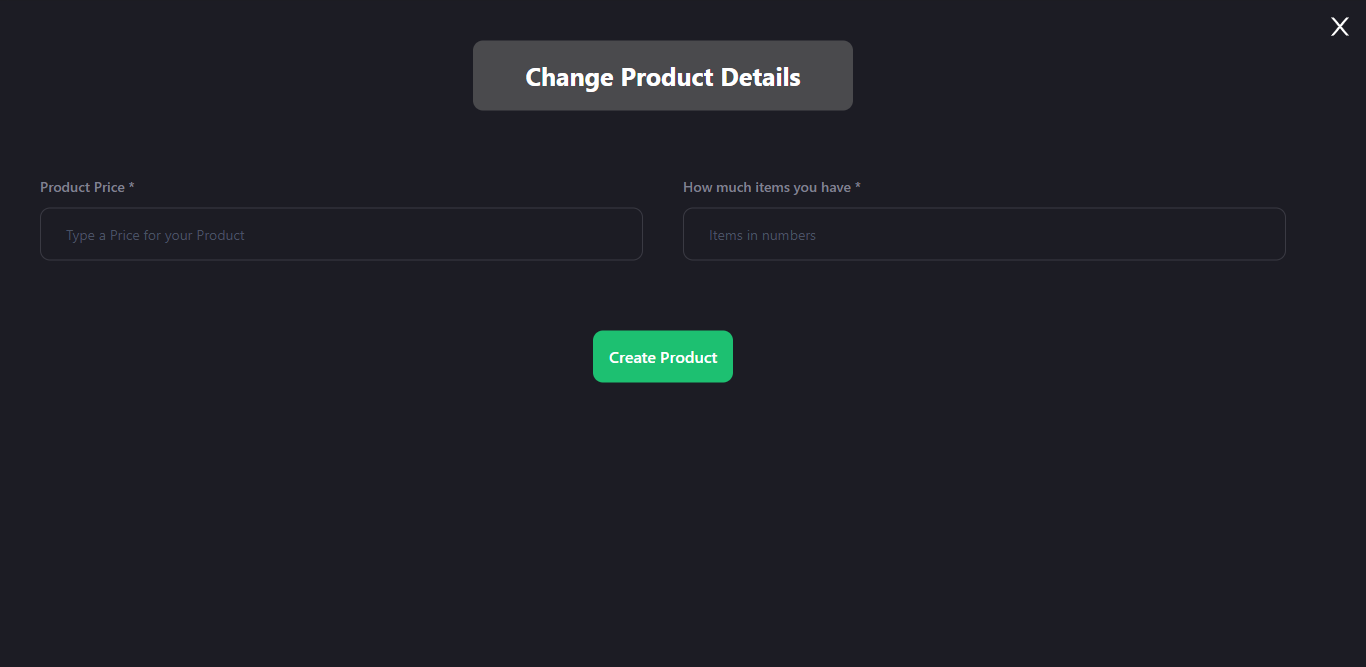 X
Change Product Details
Product Price *
How much items you have *
Type a Price for your Product
Items in numbers
Create Product